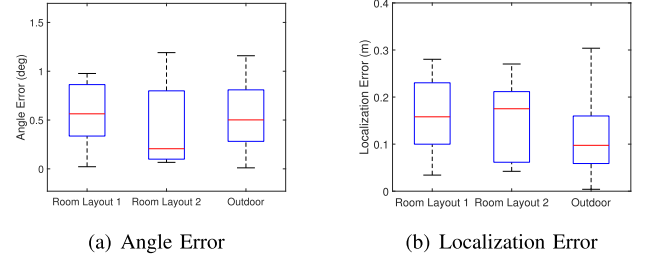 1.5
1
0.5
0
Angle Error (deg)
Room Layout 1 Room Layout 2 Outdoor
(a) Angle Error
0.4
0.3
0.2
0.1
0
Localization Error (m)
Room Layout 1 Room Layout 2 Outdoor
(b) Localization Error